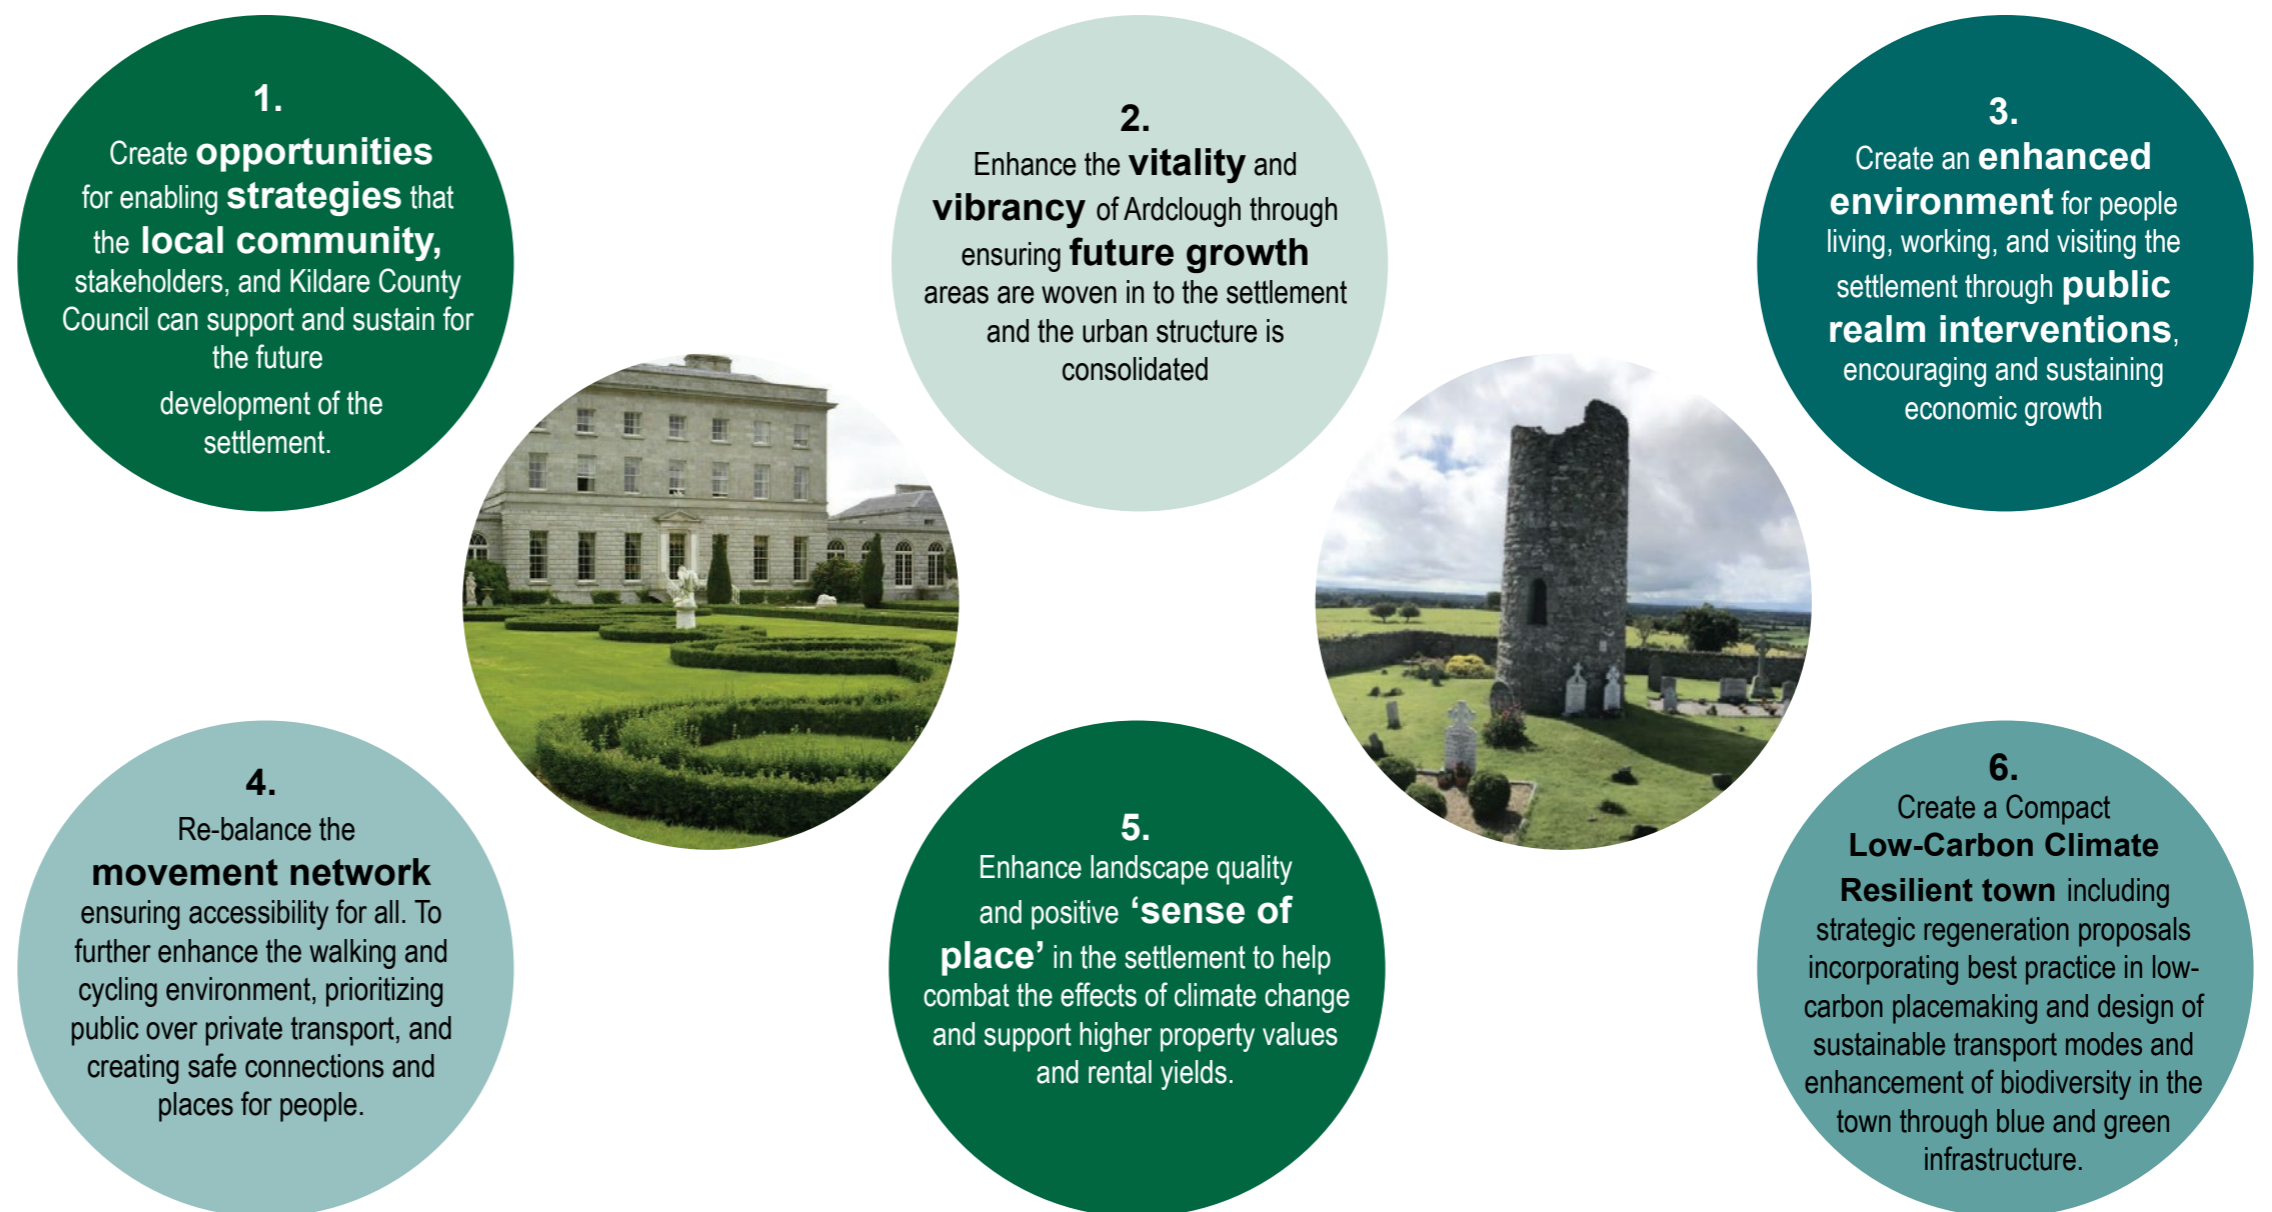 1.
Create opportunities
for enabling strategies that
the local community,
stakeholders, and Kildare County
Council can support and sustain for
the future
development of the
settlement.
2.
Enhance the vitality and
vibrancy of Ardclough through
ensuring future growth
areas are woven in to the settlement
and the urban structure is
consolidated
3.
Create an enhanced
environment for people
living, working, and visiting the
settlement through public
realm interventions,
encouraging and sustaining
economic growth
4.
Re-balance the
movement network
ensuring accessibility for all. To
further enhance the walking and
cycling environment, prioritizing
public over private transport, and
creating safe connections and
places for people.
5.
Enhance landscape quality
and positive ‘sense of
place’ in the settlement to help
combat the effects of climate change
and support higher property values
and rental yields.
6.
Create a Compact
Low-Carbon Climate
Resilient town including
strategic regeneration proposals
incorporating best practice in low-
carbon placemaking and design of
sustainable transport modes and
enhancement of biodiversity in the
town through blue and green
infrastructure.